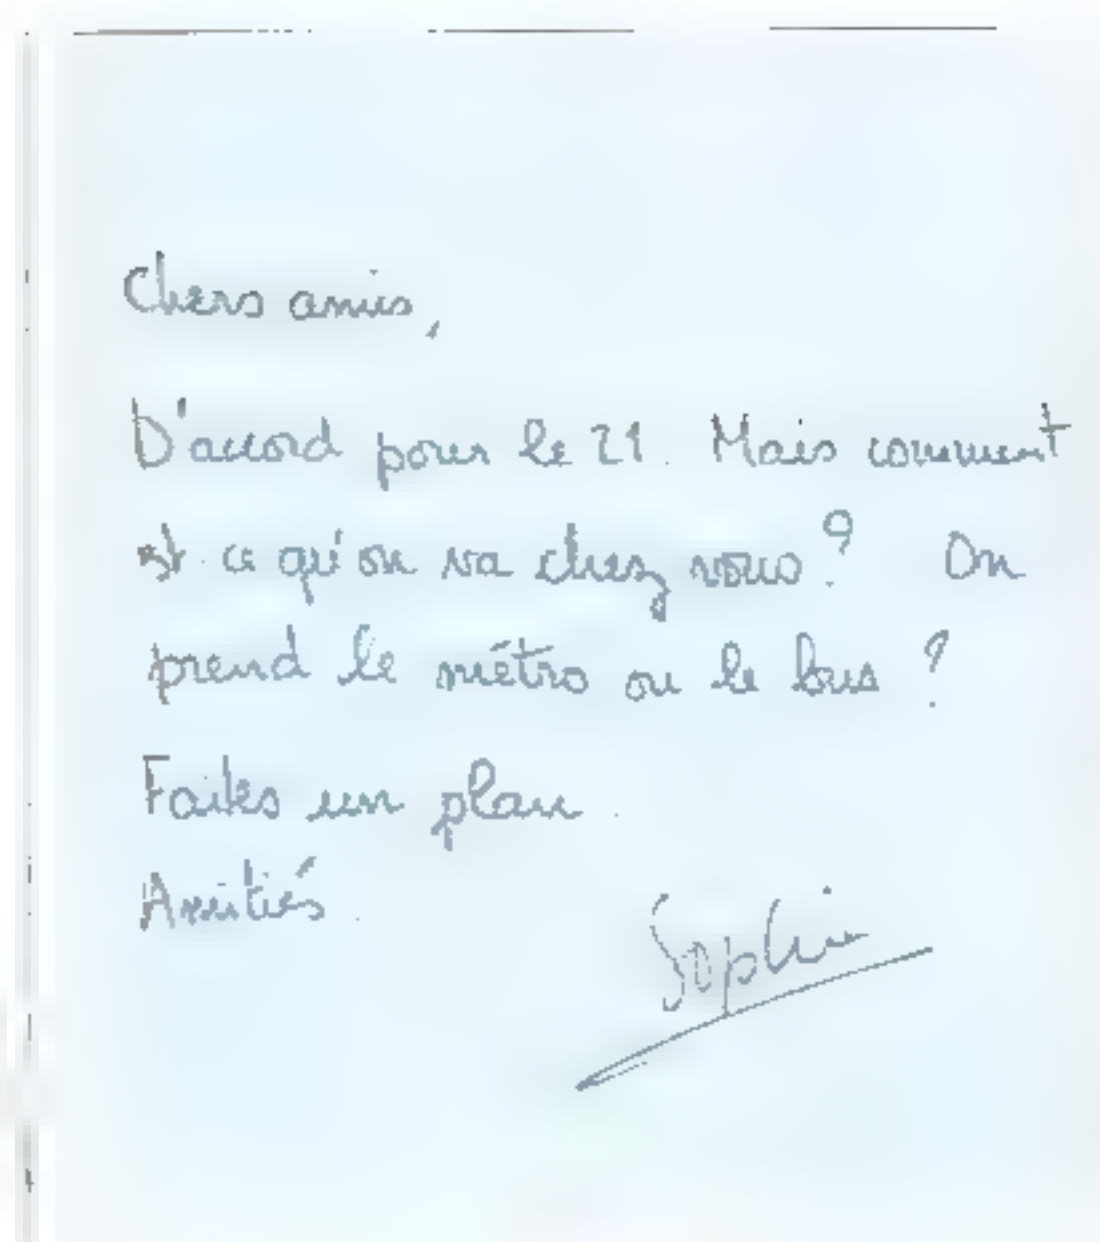 Chers amis,
D'accord pour le 21. Mais comment
est ce qu'on va chez vous ? On
prend le métro ou le bus ?
Faites un plan.
Amitiés.
Sophie